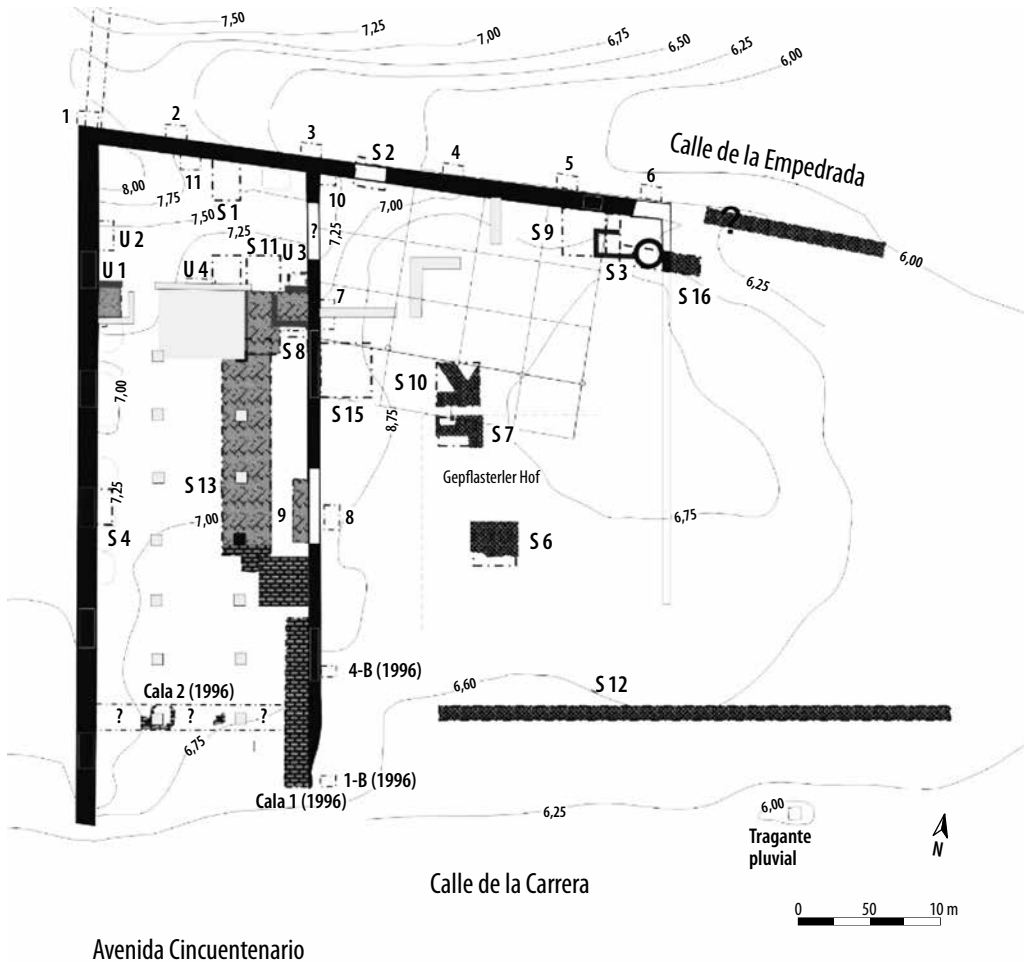 7,50
7,25
7,00
6,75
6,50
6,25
6,00
1
2
3
S 2
4
5
6
Calle de la Empedrada
8,00
7,75
7,50
7,25
11
S 1
10
7,00
7,25
?
S 9
S 3
?
6,00
U 2
U 1
S 11
U 4
U 3
S 16
6,25
7
S 8
S 10
S 15
8,75
S 7
7,00
Gepflasterler Hof
S 13
7,25
7,00
9
8
6,75
S 4
S 6
4-B (1996)
6,60
S 12
Cala 2 (1996)
?
?
?
6,75
1-B (1996)
Cala 1 (1996)
6,25
6,00
Tragante
pluvial
N
Calle de la Carrera
0 50 10 m
Avenida Cincuentenario